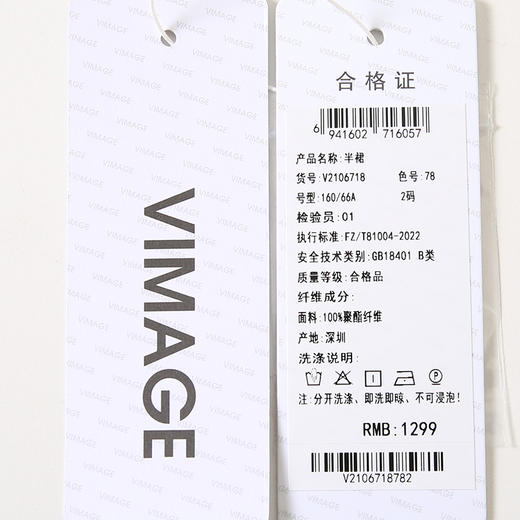 VIMAGE
合格证
6 941602 716057
产品名称:半裙
货号:V2106718 色号:78
号型:160/66A 2码
检验员:01
执行标准:FZ/T81004-2022
安全技术类别:GB18401 B类
质量等级:合格品
纤维成分:
面料:100%聚酯纤维
产地:深圳
洗涤说明:
注:分开洗涤、即洗即晾、不可浸泡!
RMB:1299
V2106718782